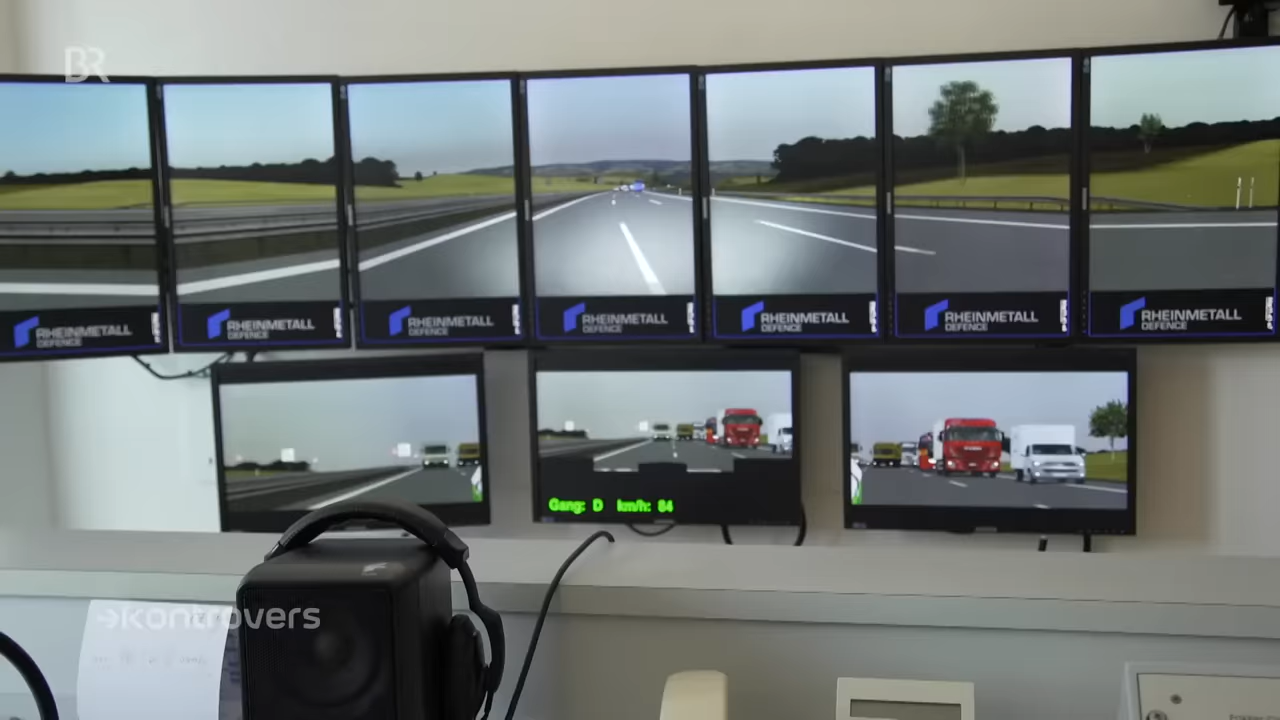 BR
RHEINMETALL
DEFENCE
RHEINMETALL
DEFENCE
RHEINMETALL
DEFENCE
RHEINMETALL
DEFENCE
RHEINMETALL
DEFENCE
RHEINMETALL
DEFENCE
RHEINMETALL
DEFENCE
Gang: D km/h: 84
kontrovers